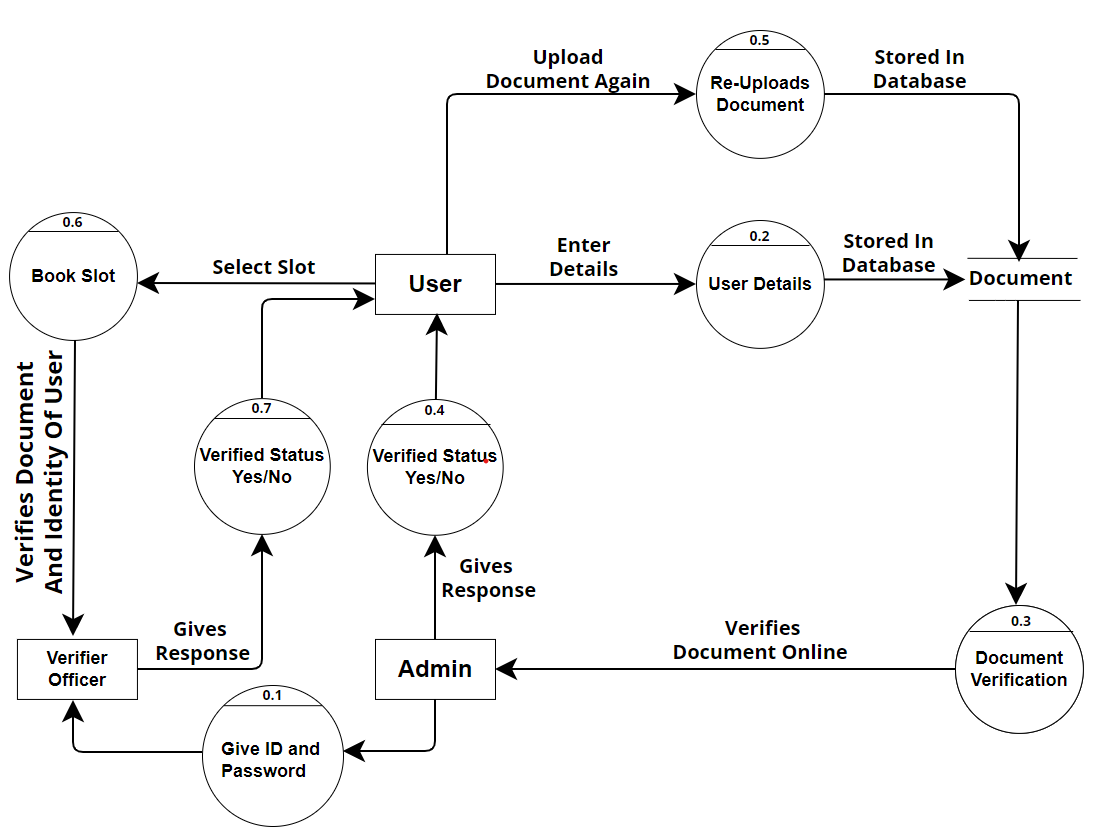 0.5
Upload
Document Again
Re-Uploads
Document
Stored In
Database
0.6
Book Slot
Select Slot
User
Enter
Details
0.2
User Details
Stored In
Database
Document
Verifies Document
And Identity Of User
0.7
Verified Status
Yes/No
0.4
Verified Status
Yes/No
Gives
Response
Verifier
Officer
Gives
Response
Admin
Verifies
Document Online
0.3
Document
Verification
0.1
Give ID and
Password